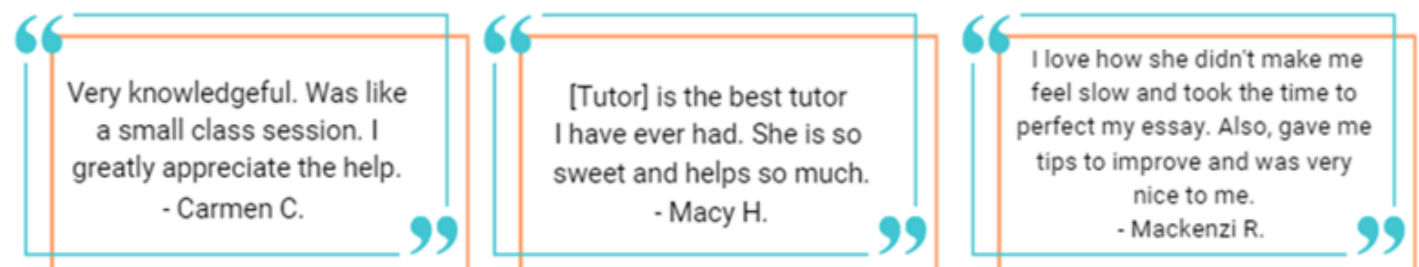 Very knowledgeful. Was like
a small class session. I
greatly appreciate the help.
- Carmen C.
[Tutor] is the best tutor
I have ever had. She is so
sweet and helps so much.
- Macy H.
I love how she didn't make me
feel slow and took the time to
perfect my essay. Also, gave me
tips to improve and was very
nice to me.
- Mackenzi R.